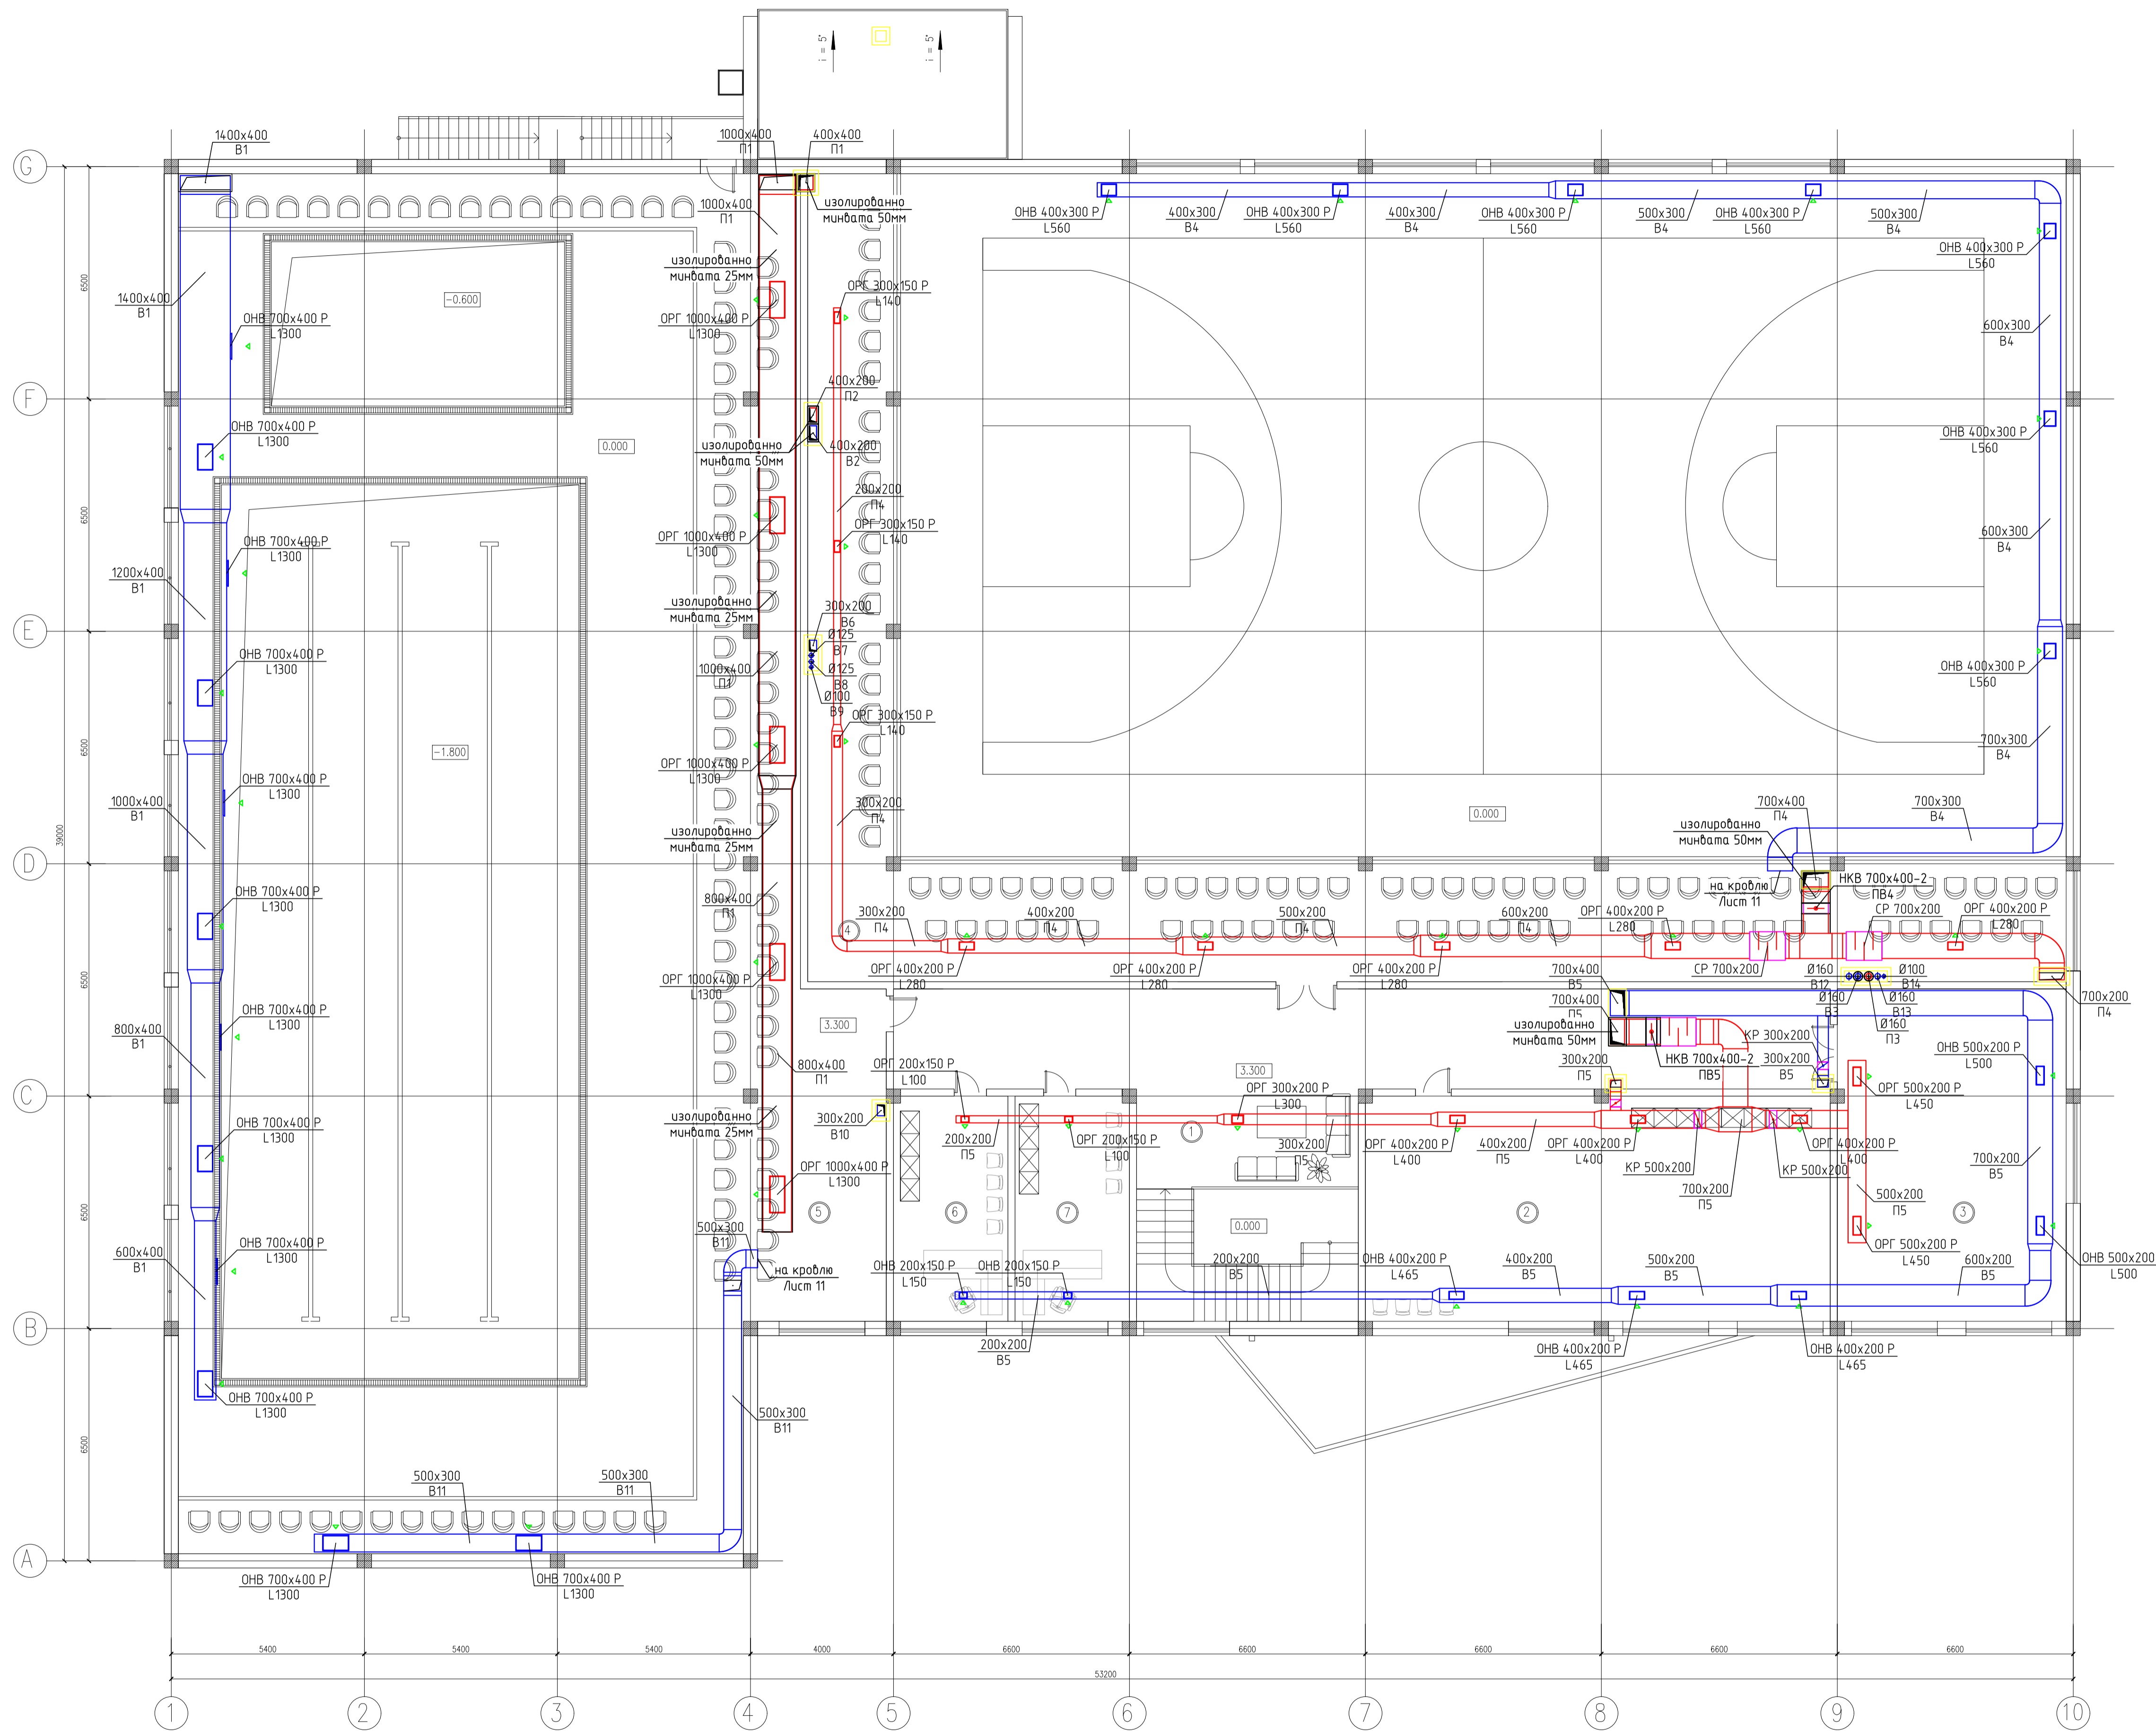 i = 5°
i = 5°
1400x400
В1
1000x400
П1
400x400
П1
G
изолированно
минвата 50мм
1000x400
П1
ОНВ 400x300 Р
L560
400x300
В4
ОНВ 400x300 Р
L560
400x300
В4
ОНВ 400x300 Р
L560
500x300
В4
ОНВ 400x300 Р
L560
500x300
В4
ОНВ 400x300 Р
L560
изолированно
минвата 25мм
6500
-0.600
1400x400
В1
ОНВ 700x400 Р
L1300
ОРГ 1000x400 Р
L1300
ОРГ 300x150 Р
L140
600x300
В4
F
400x200
П2
ОНВ 700x400 Р
L1300
0.000
изолированно
минвата 50мм
400x200
В2
ОНВ 400x300 Р
L560
6500
200x200
П4
ОРГ 300x150 Р
L140
ОНВ 700x400 Р
L1300
ОРГ 1000x400 Р
L1300
600x300
В4
1200x400
В1
изолированно
минвата 25мм
300x200
В6
E
Ø125
В7
Ø125
В8
Ø100
В9
ОНВ 700x400 Р
L1300
1000x400
П1
ОНВ 400x300 Р
L560
ОРГ 300x150 Р
L140
6500
-1.800
ОРГ 1000x400 Р
L1300
700x300
В4
ОНВ 700x400 Р
L1300
1000x400
В1
39000
изолированно
минвата 25мм
300x200
П4
0.000
700x400
П4
700x300
В4
изолированно
минвата 50мм
D
ОНВ 700x400 Р
L1300
800x400
П1
на кровлю
Лист 11
НКВ 700x400-2
ПВ4
4
300x200
П4
400x200
П4
500x200
П4
600x200
П4
ОРГ 400x200 Р
L280
СР 700x200
ОРГ 400x200 Р
L280
6500
ОРГ 1000x400 Р
L1300
ОРГ 400x200 Р
L280
ОРГ 400x200 Р
L280
ОРГ 400x200 Р
L280
700x400
В5
СР 700x200
Ø160
В12
Ø100
В14
Ø160
В3
Ø160
В13
Ø160
П3
700x200
П4
ОНВ 700x400 Р
L1300
800x400
В1
3.300
700x400
П5
изолированно
минвата 50мм
КР 300x200
800x400
П1
ОРГ 200x150 Р
L100
3.300
300x200
П5
НКВ 700x400-2
ПВ5
300x200
В5
ОНВ 500x200 Р
L500
C
ОРГ 300x200 Р
L300
ОРГ 500x200 Р
L450
изолированно
минвата 25мм
300x200
В10
1
ОНВ 700x400 Р
L1300
200x200
П5
ОРГ 200x150 Р
L100
300x200
П5
ОРГ 400x200 Р
L400
400x200
П5
ОРГ 400x200 Р
L400
КР 500x200
700x200
П5
КР 500x200
ОРГ 400x200 Р
L400
700x200
В5
ОРГ 1000x400 Р
L1300
500x200
П5
6500
5
6
7
0.000
2
3
500x300
В11
ОНВ 700x400 Р
L1300
600x400
В1
ОРГ 500x200 Р
L450
ОНВ 500x200 Р
L500
на кровлю
Лист 11
ОНВ 200x150 Р
L150
ОНВ 200x150 Р
L150
200x200
В5
ОНВ 400x200 Р
L465
400x200
В5
500x200
В5
600x200
В5
B
200x200
В5
ОНВ 400x200 Р
L465
ОНВ 400x200 Р
L465
ОНВ 700x400 Р
L1300
500x300
В11
6500
500x300
В11
500x300
В11
A
ОНВ 700x400 Р
L1300
ОНВ 700x400 Р
L1300
5400
5400
5400
4000
6600
6600
6600
6600
6600
53200
1
2
3
4
5
6
7
8
9
10